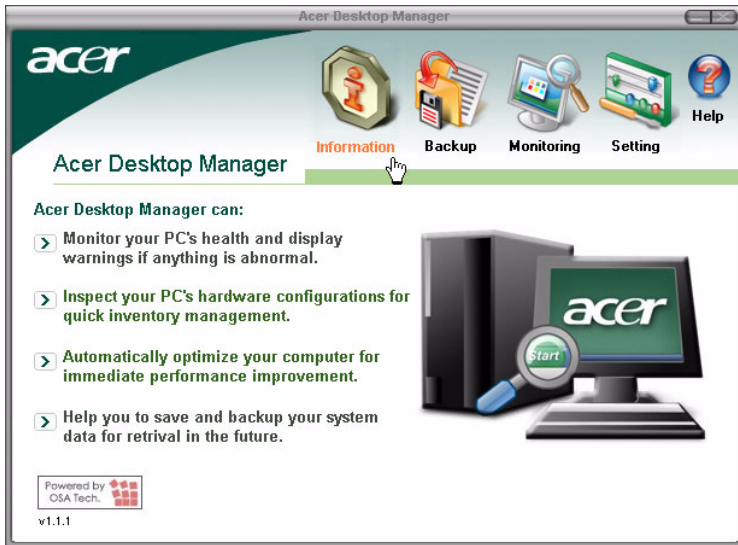 Acer Desktop Manager
acer
Information
Backup
Monitoring
Setting
Help
Acer Desktop Manager
Acer Desktop Manager can:
Monitor your PC's health and display
warnings if anything is abnormal.
Inspect your PC's hardware configurations for
quick inventory management.
Automatically optimize your computer for
immediate performance improvement.
Help you to save and backup your system
data for retrival in the future.
acer
Start
Powered by
OSA Tech.
v1.1.1